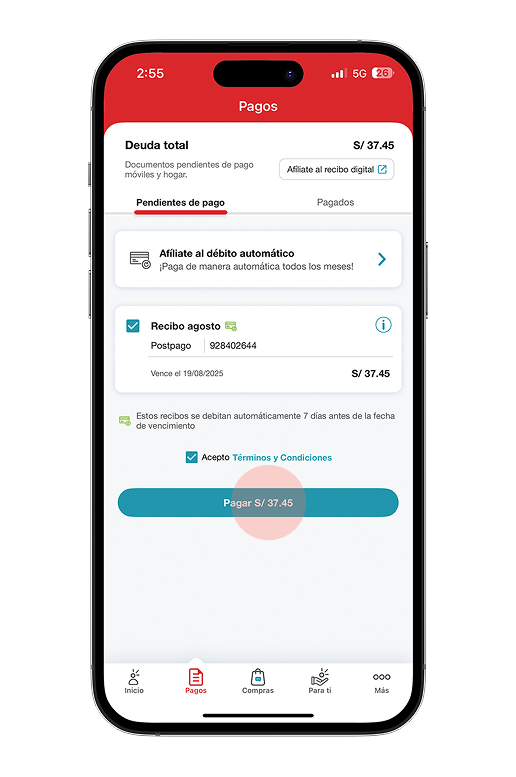 2:55
5G 26
Pagos
Deuda total S/ 37.45
Documentos pendientes de pago
móviles y hogar.
Afíliate al recibo digital
Pendientes de pago Pagados
Afíliate al débito automático
¡Paga de manera automática todos los meses!
Recibo agosto
Postpago 928402644
Vence el 19/08/2025 S/ 37.45
Estos recibos se debitan automáticamente 7 días antes de la fecha
de vencimiento
Acepto Términos y Condiciones
Pagar S/ 37.45
Inicio Pagos Compras Para ti Más